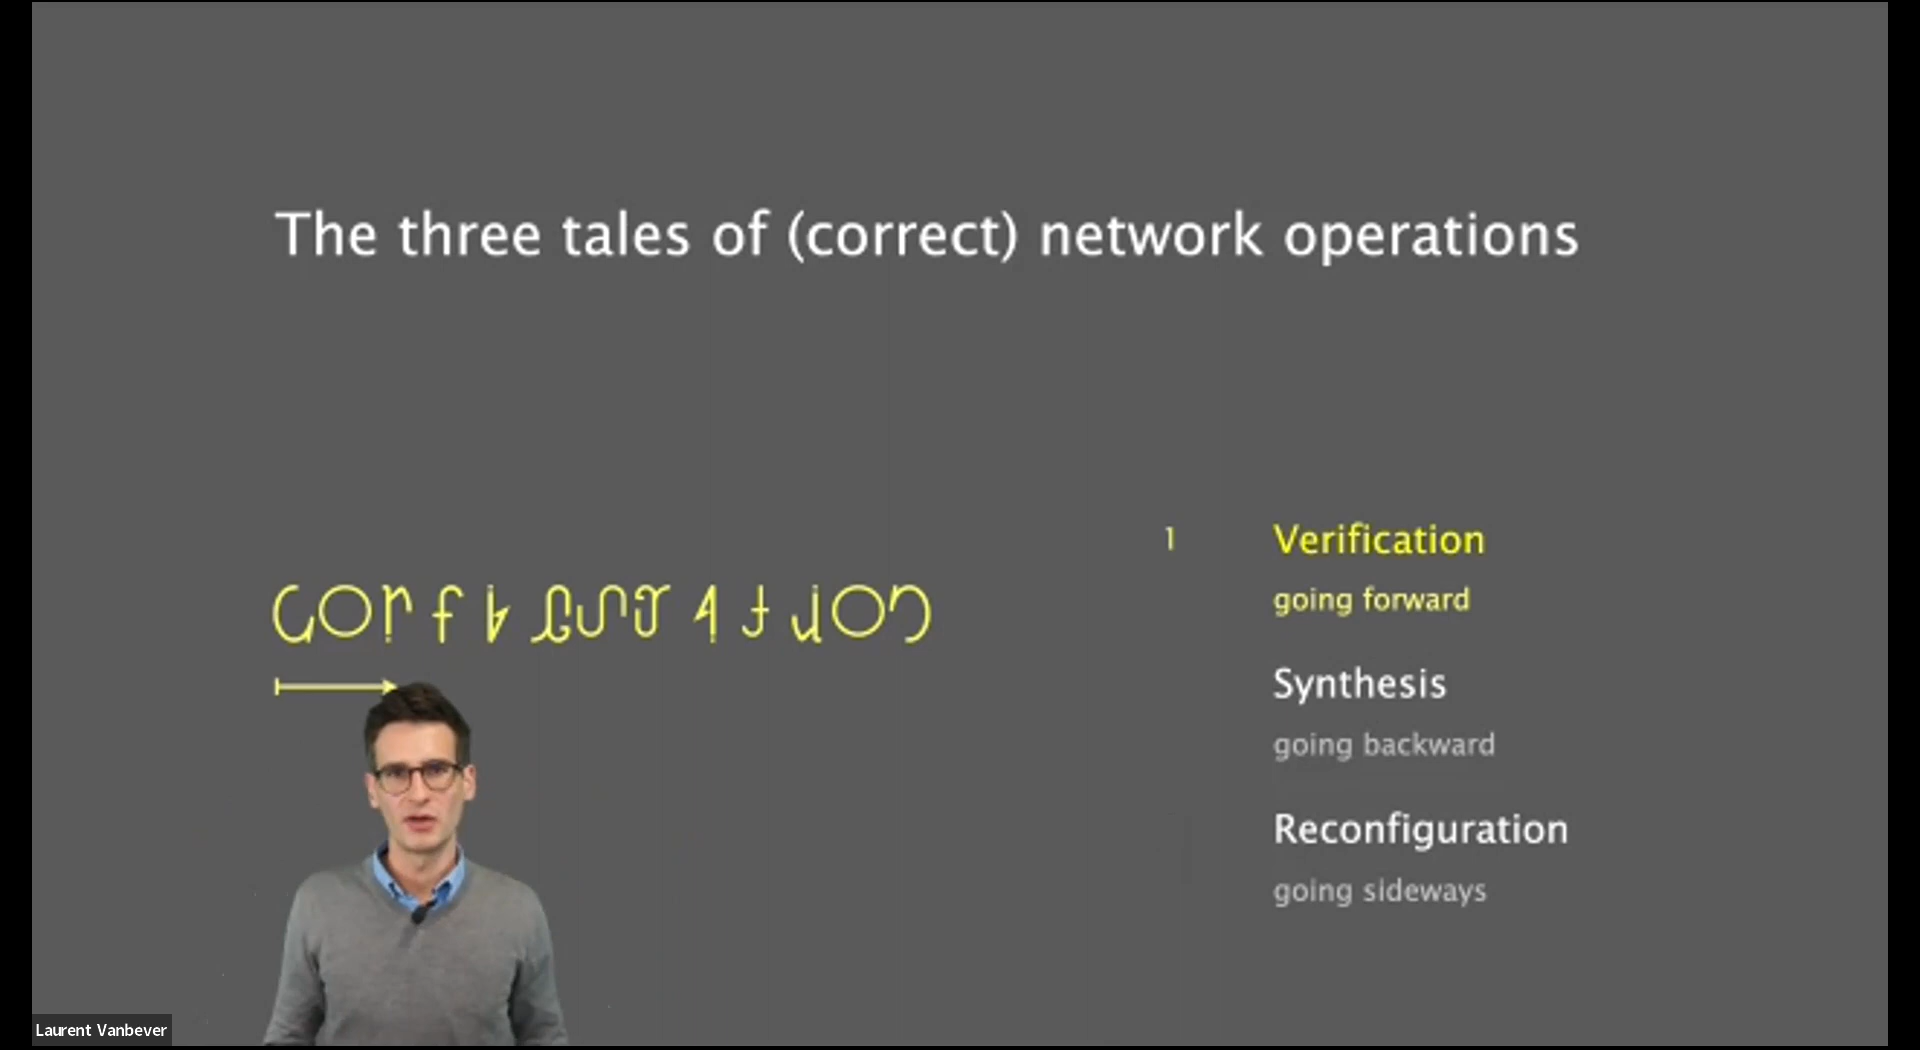 The three tales of (correct) network operations
1 Verification
going forward
Synthesis
going backward
Reconfiguration
going sideways
Laurent Vanbever